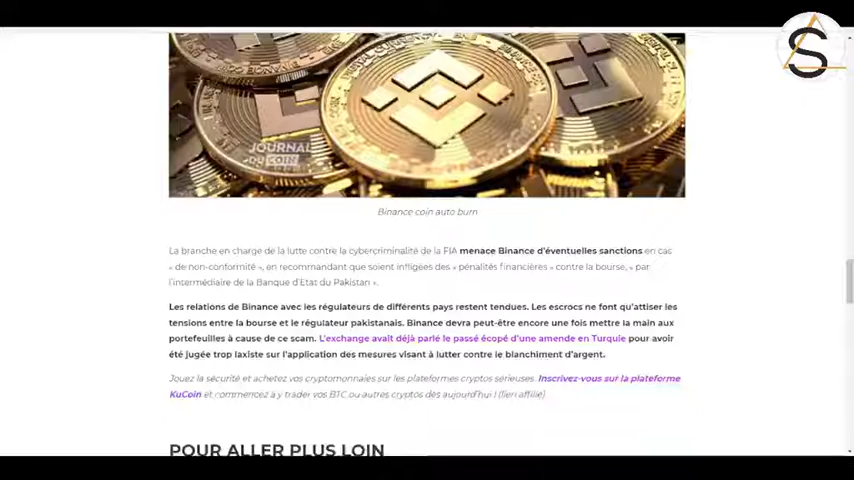 JOURNAL
DU COIN
Binance coin auto burn
La branche en charge de la lutte contre la cybercriminalité de la FIA menace Binance d'éventuelles sanctions en cas
« de non-conformité », en recommandant que soient infligées des « pénalités financières » contre la bourse, « par
l'intermédiaire de la Banque d'Etat du Pakistan ».
Les relations de Binance avec les régulateurs de différents pays restent tendues. Les escrocs ne font qu'attiser les
tensions entre la bourse et le régulateur pakistanais. Binance devra peut-être encore une fois mettre la main aux
portefeuilles à cause de ce scam. L'exchange avait déjà parlé le passé écopé d'une amende en Turquie pour avoir
été jugée trop laxiste sur l'application des mesures visant à lutter contre le blanchiment d'argent.
Jouez la sécurité et achetez vos cryptomonnaies sur les plateformes cryptos sérieuses. Inscrivez-vous sur la plateforme
KuCoin et commencez à y trader vos BTC ou autres cryptos dès aujourd'hui ! (lien affilié)
POUR ALLER PLUS LOIN